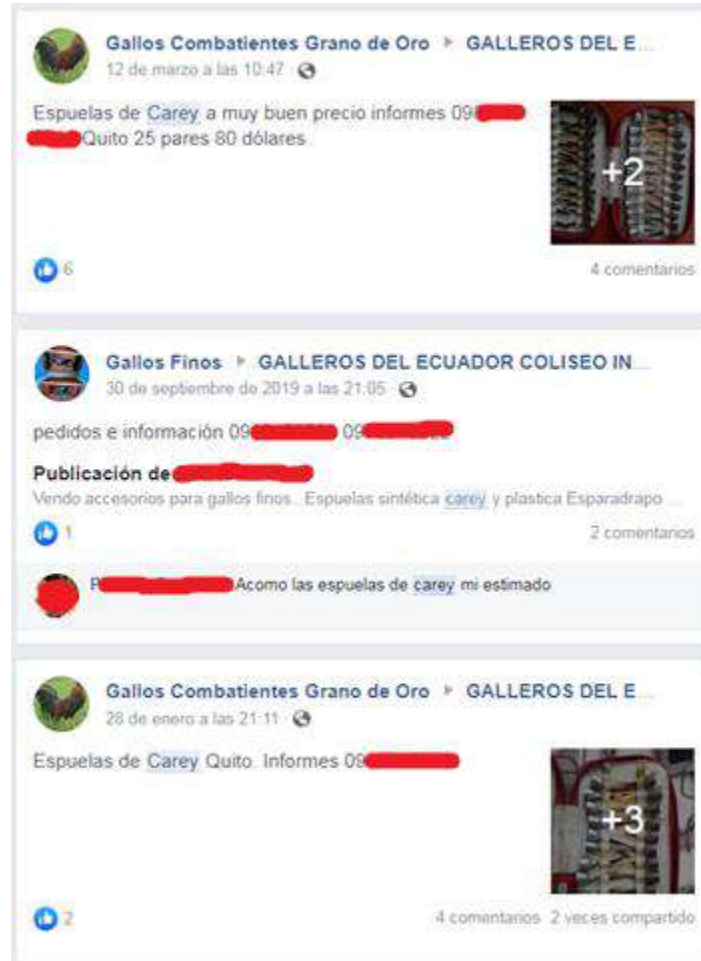 Gallos Combatientes Grano de Oro ▸ GALLEROS DEL E...
12 de marzo a las 10:47 ·
Espuelas de Carey a muy buen precio informes 09
Quito 25 pares 80 dólares
+2
6
4 comentarios
Gallos Finos ▸ GALLEROS DEL ECUADOR COLISEO IN...
30 de septiembre de 2019 a las 21:05 ·
pedidos e información 09 09
Publicación de
Vendo accesorios para gallos finos.. Espuelas sintética carey y plastica Esparadrapo ...
1
2 comentarios
Acomo las espuelas de carey mi estimado
Gallos Combatientes Grano de Oro ▸ GALLEROS DEL E...
28 de enero a las 21:11 ·
Espuelas de Carey Quito. Informes 09
+3
2
4 comentarios 2 veces compartido